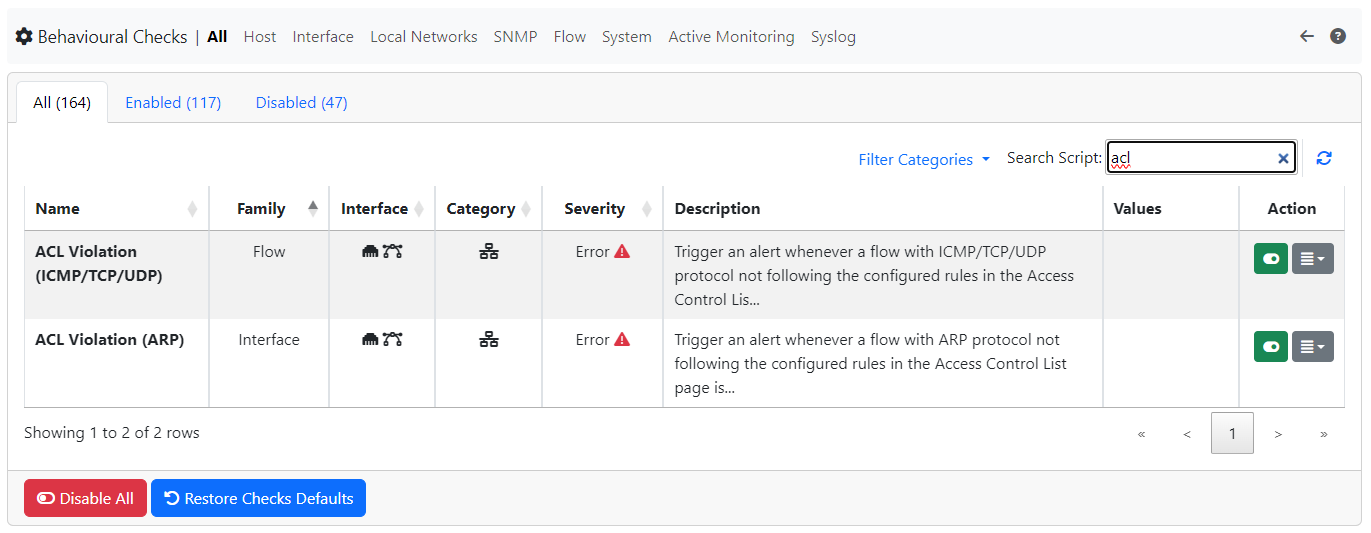 Behavioural Checks | All Host Interface Local Networks SNMP Flow System Active Monitoring Syslog
All (164) Enabled (117) Disabled (47)
Filter Categories Search Script: acl
Name Family Interface Category Severity Description Values Action
ACL Violation
(ICMP/TCP/UDP)
Flow
Error
Trigger an alert whenever a flow with ICMP/TCP/UDP
protocol not following the configured rules in the Access
Control Lis...
ACL Violation (ARP)
Interface
Error
Trigger an alert whenever a flow with ARP protocol not
following the configured rules in the Access Control List
page is...
Showing 1 to 2 of 2 rows
« < 1 > »
Disable All Restore Checks Defaults